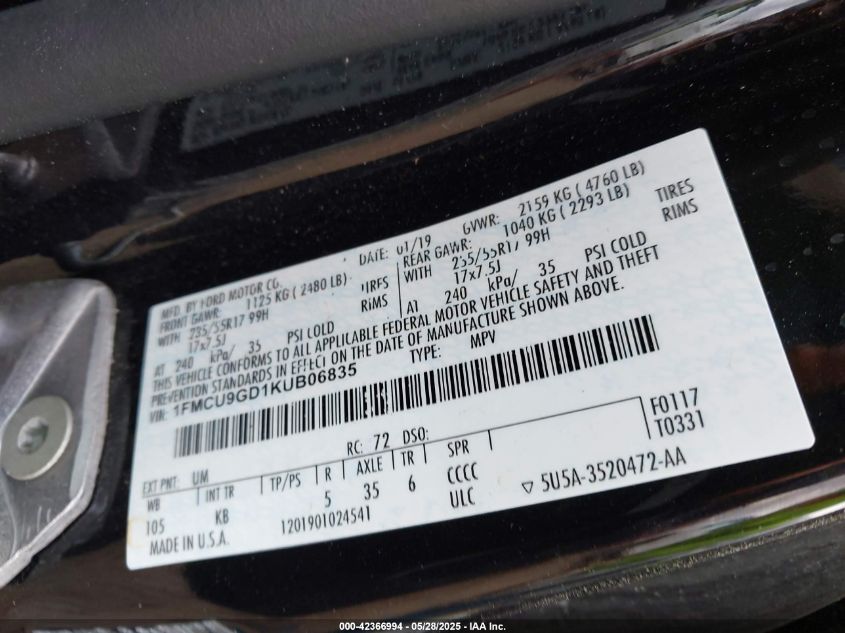 MFD. BY FORD MOTOR CO.
DATE: 01/19 GVWR: 2159 KG ( 4760 LB)
FRONT GAWR: 1125 KG ( 2480 LB)
REAR GAWR: 1040 KG ( 2293 LB)
WITH 235/55R17 99H TIRES
WITH 235/55R17 99H TIRES
17x7.5J RIMS
17x7.5J RIMS
AT 240 kPa/ 35 PSI COLD
AT 240 kPa/ 35 PSI COLD
THIS VEHICLE CONFORMS TO ALL APPLICABLE FEDERAL MOTOR VEHICLE SAFETY AND THEFT
PREVENTION STANDARDS IN EFFECT ON THE DATE OF MANUFACTURE SHOWN ABOVE.
VIN: 1FMCU9GD1KUB06835 TYPE: MPV
EXT PNT: UM RC: 72 DSO: F0117
T0331
WB INT TR TP/PS R AXLE TR SPR
105 KB 5 35 6 CCCC
MADE IN U.S.A. 1201901024541 ULC ▽ 5U5A-3520472-AA
000-42366994 05/28/2025 - IAA Inc.